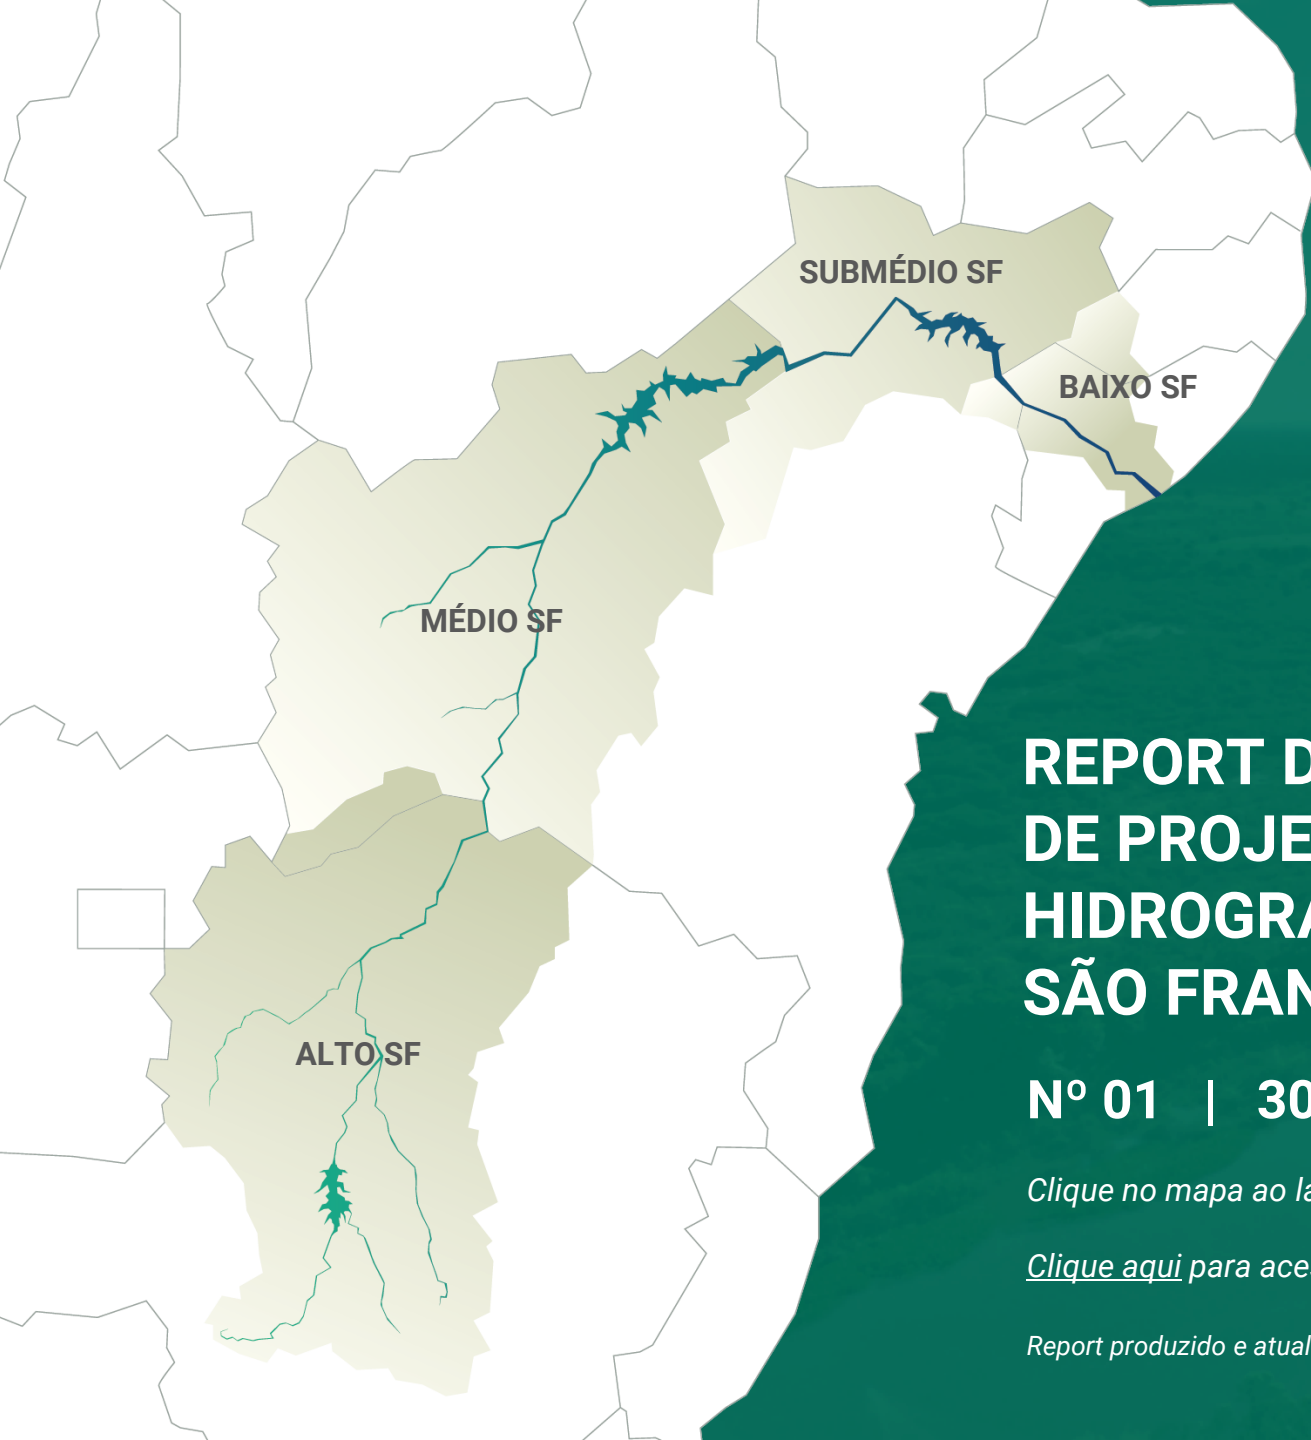 SUBMÉDIO SF
BAIXO SF
MÉDIO SF
ALTO SF
REPORT D
DE PROJE
HIDROGRA
SÃO FRAN
Nº 01 | 30
Clique no mapa ao la
Clique aqui para aces
Report produzido e atual